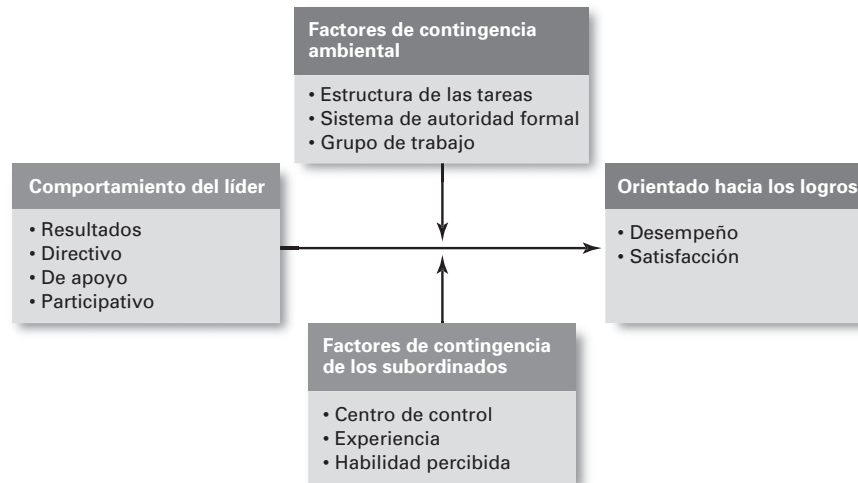 Factores de contingencia
ambiental
• Estructura de las tareas
• Sistema de autoridad formal
• Grupo de trabajo
Comportamiento del líder
• Resultados
• Directivo
• De apoyo
• Participativo
Orientado hacia los logros
• Desempeño
• Satisfacción
Factores de contingencia
de los subordinados
• Centro de control
• Experiencia
• Habilidad percibida